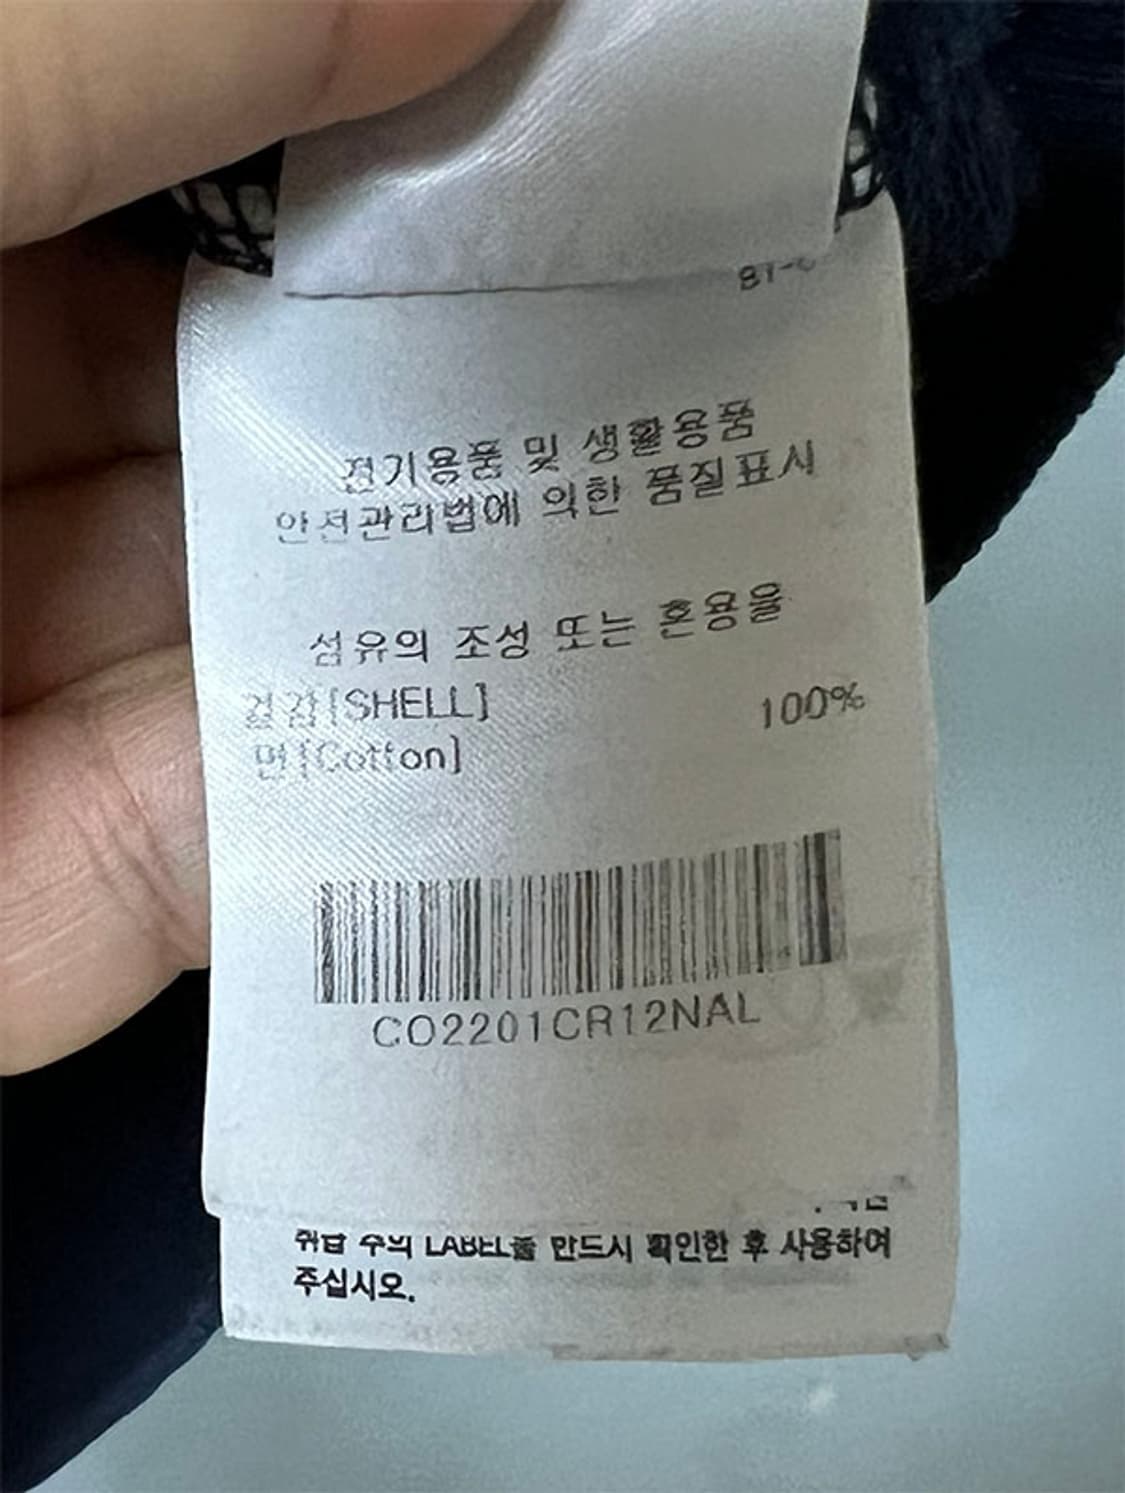 전기용품 및 생활용품
안전관리법에 의한 품질표시
섬유의 조성 또는 혼용율
겉감[SHELL]
면[Cotton] 100%
CO2201CR12NAL
취급 주의 LABEL을 반드시 확인한 후 사용하여
주십시오.